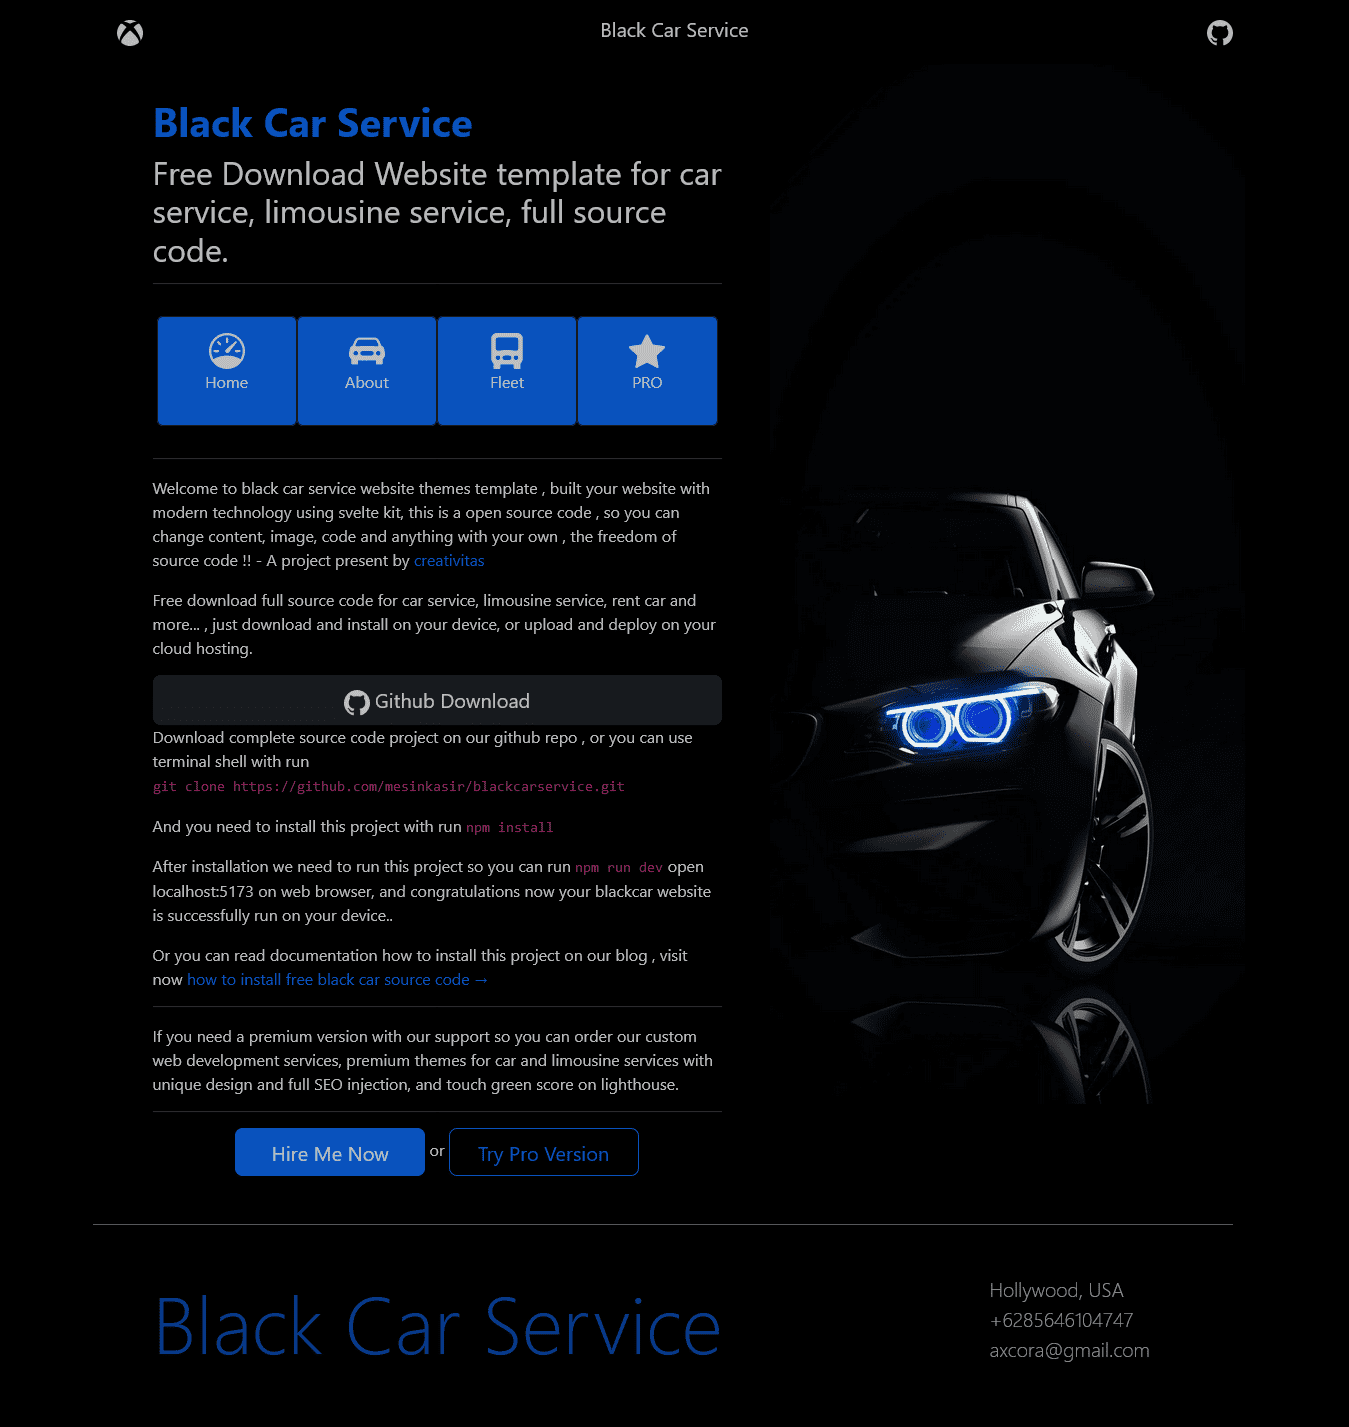 Black Car Service
Black Car Service
Free Download Website template for car
service, limousine service, full source
code.
Home
About
Fleet
PRO
Welcome to black car service website themes template , built your website with
modern technology using svelte kit, this is a open source code , so you can
change content, image, code and anything with your own , the freedom of
source code !! - A project present by creativitas
Free download full source code for car service, limousine service, rent car and
more... , just download and install on your device, or upload and deploy on your
cloud hosting.
Github Download
Download complete source code project on our github repo , or you can use
terminal shell with run
git clone https://github.com/mesinkasir/blackcarservice.git
And you need to install this project with run npm install
After installation we need to run this project so you can run npm run dev open
localhost:5173 on web browser, and congratulations now your blackcar website
is successfully run on your device..
Or you can read documentation how to install this project on our blog , visit
now how to install free black car source code →
If you need a premium version with our support so you can order our custom
web development services, premium themes for car and limousine services with
unique design and full SEO injection, and touch green score on lighthouse.
Hire Me Now or Try Pro Version
Black Car Service
Hollywood, USA
+6285646104747
axcora@gmail.com